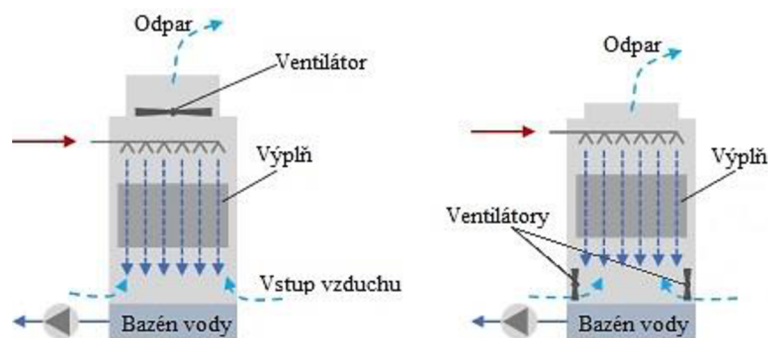 Odpar
Ventilátor
Výplň
Vstup vzduchu
Bazén vody
Odpar
Výplň
Ventilátory
Bazén vody